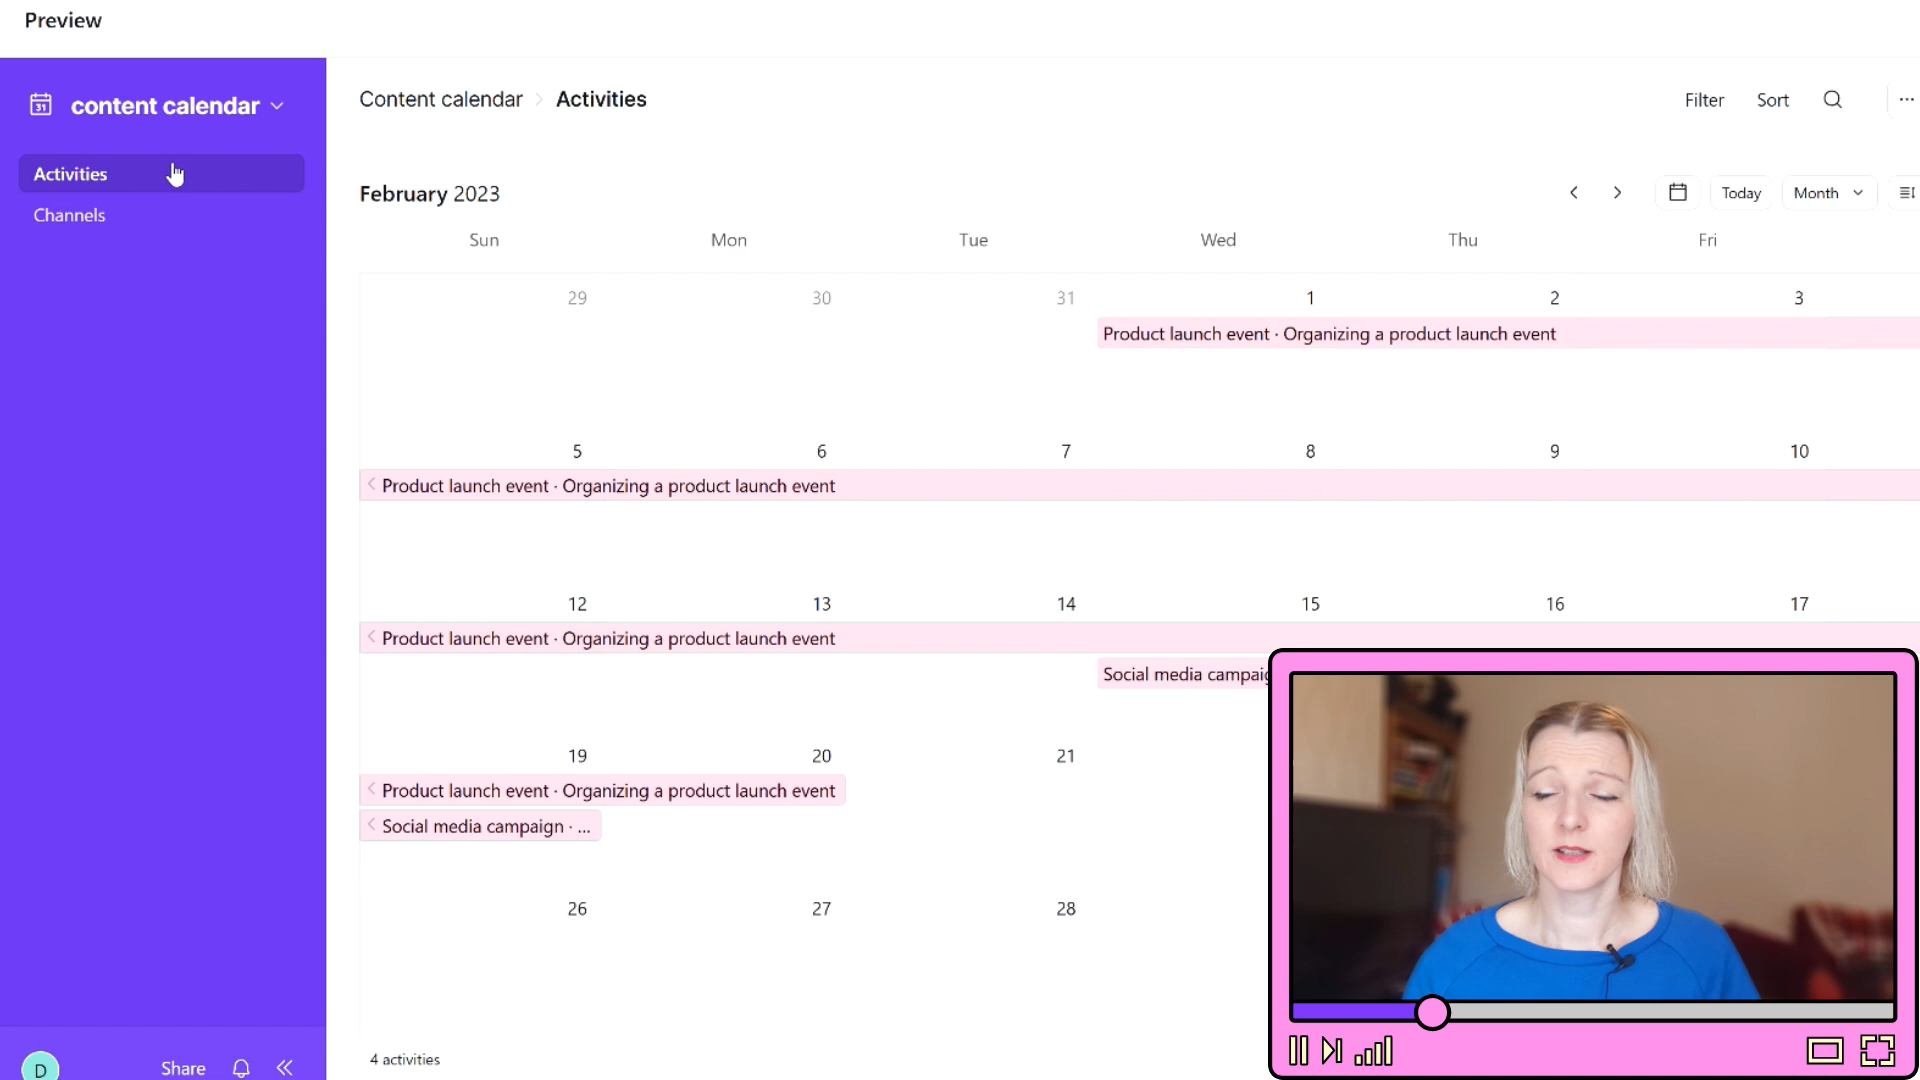 Preview
content calendar
Activities
Channels
Content calendar Activities
Filter Sort
February 2023
Today Month
Sun Mon Tue Wed Thu Fri
29 30 31 1 2 3
Product launch event · Organizing a product launch event
5 6 7 8 9 10
Product launch event · Organizing a product launch event
12 13 14 15 16 17
Product launch event · Organizing a product launch event
Social media campaig
19 20 21
Product launch event · Organizing a product launch event
Social media campaign · ...
26 27 28
4 activities
D Share